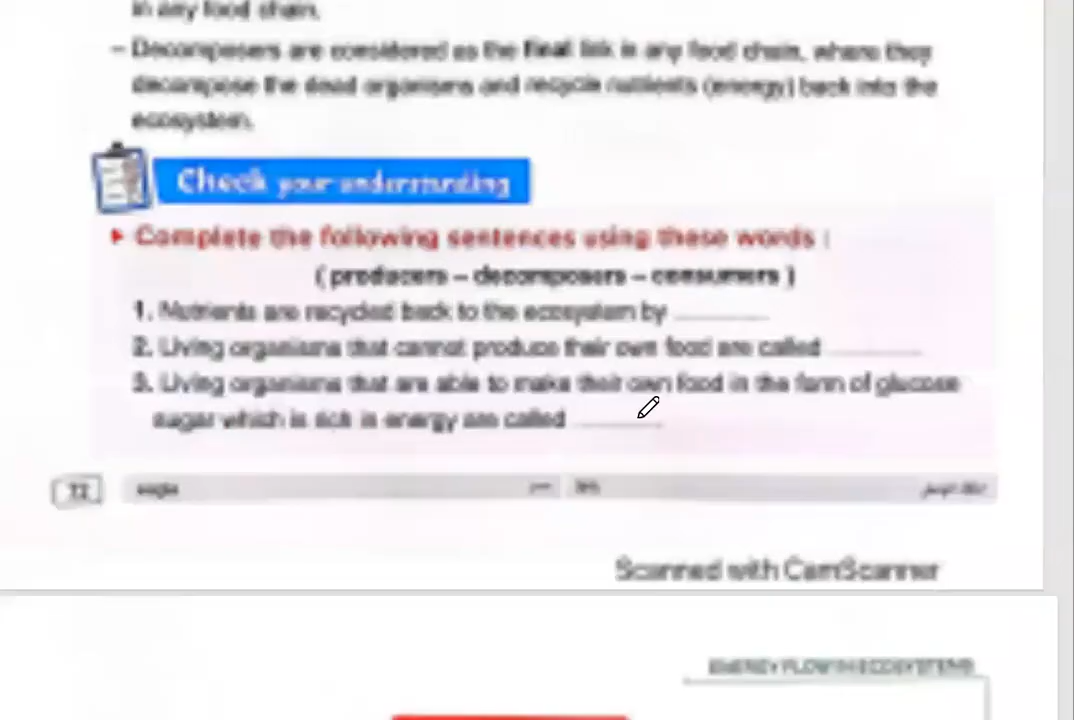 in any food chain.
– Decomposers are considered as the final link in any food chain, where they
decompose the dead organisms and recycle nutrients (energy) back into the
ecosystem.
Check your understanding
Complete the following sentences using these words :
( producers – decomposers – consumers )
1. Nutrients are recycled back to the ecosystem by ............
2. Living organisms that cannot produce their own food are called ............
3. Living organisms that are able to make their own food in the form of glucose
sugar which is rich in energy are called ............
72 eagle
Scanned with CamScanner
ENERGY FLOW IN ECOSYSTEMS